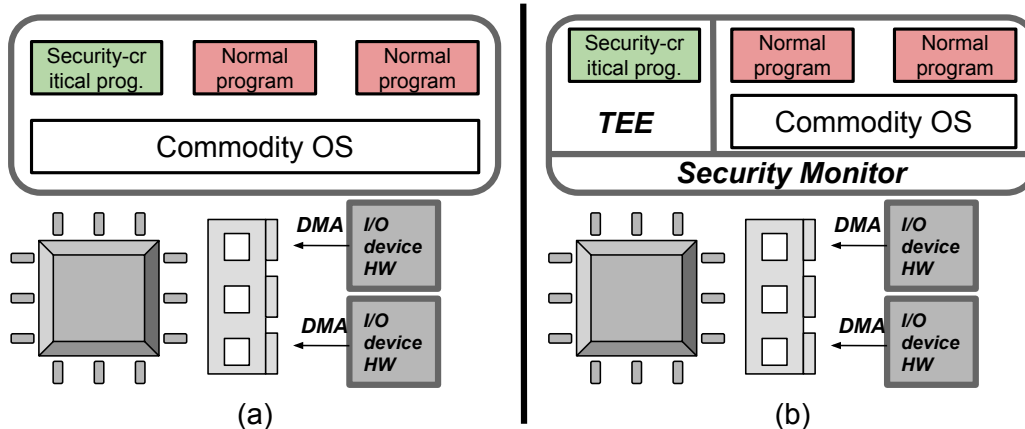 Security-cr
itical prog.
Normal
program
Normal
program
Commodity OS
DMA
I/O
device
HW
DMA
I/O
device
HW
(a)
Security-cr
itical prog.
Normal
program
Normal
program
TEE
Commodity OS
Security Monitor
DMA
I/O
device
HW
DMA
I/O
device
HW
(b)